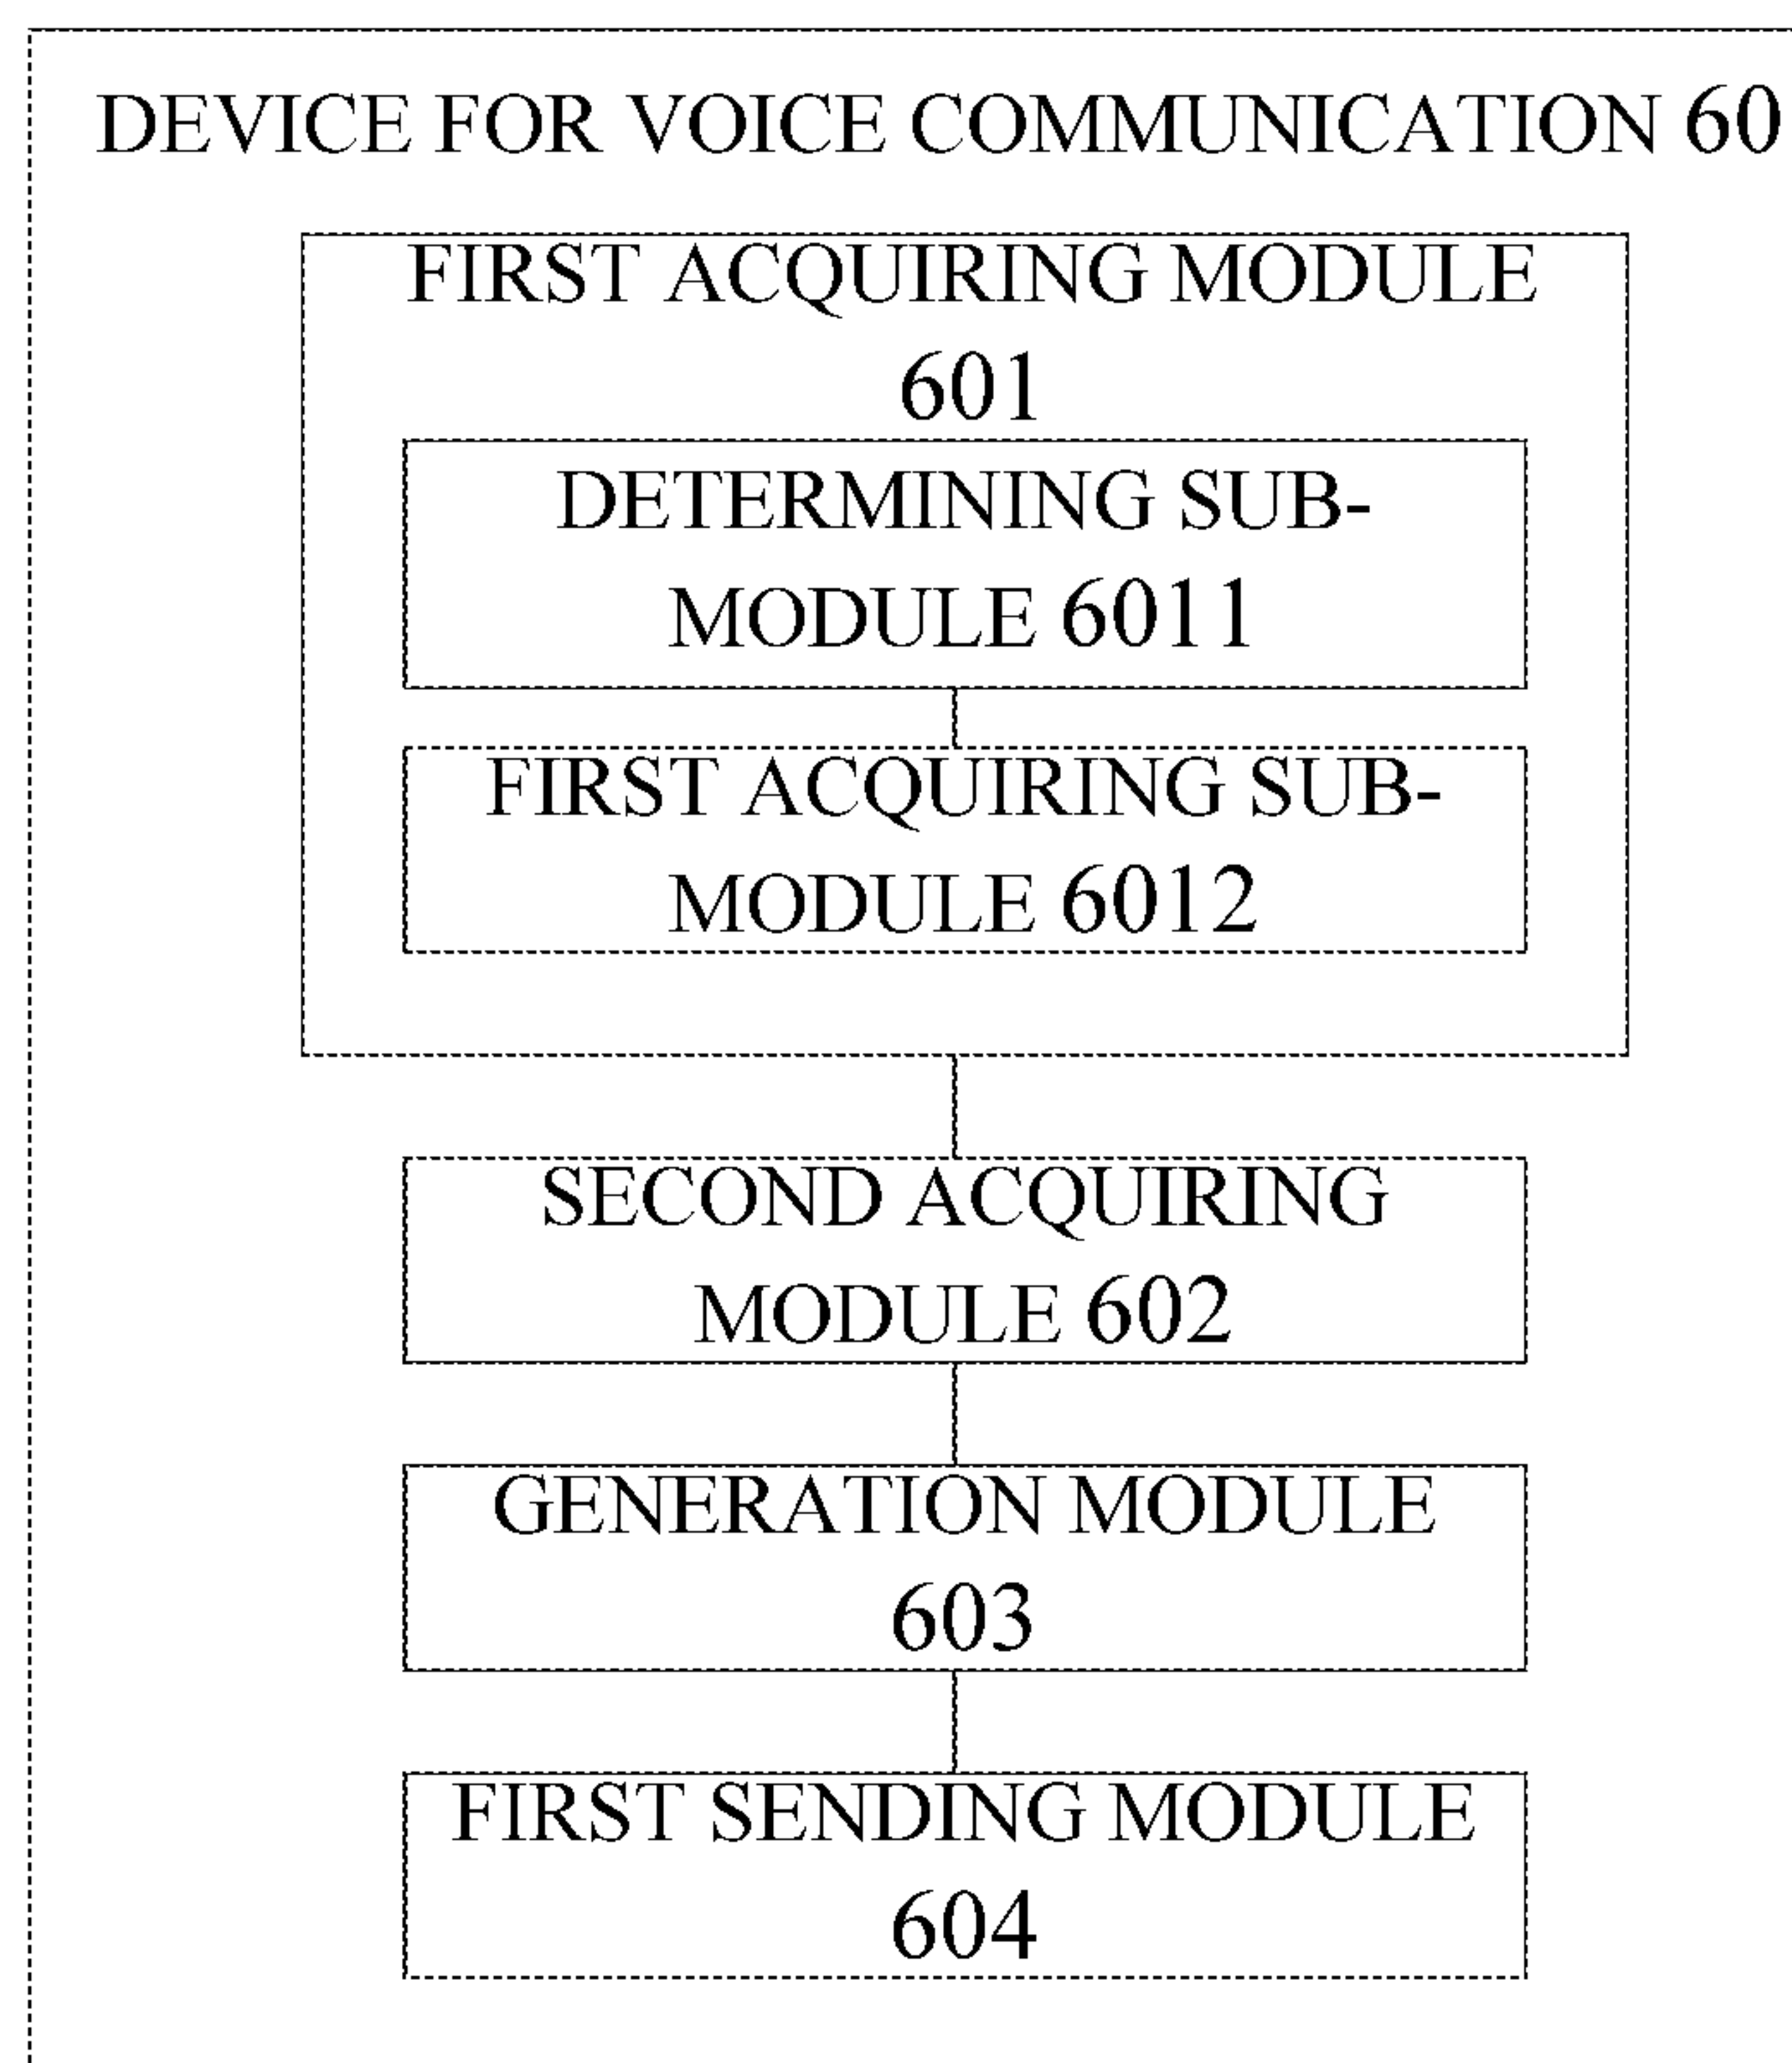 DEVICE FOR VOICE COMMUNICATION 60
FIRST ACQUIRING MODULE
601
DETERMINING SUB-
MODULE 6011
FIRST ACQUIRING SUB-
MODULE 6012
SECOND ACQUIRING
MODULE 602
GENERATION MODULE
603
FIRST SENDING MODULE
604